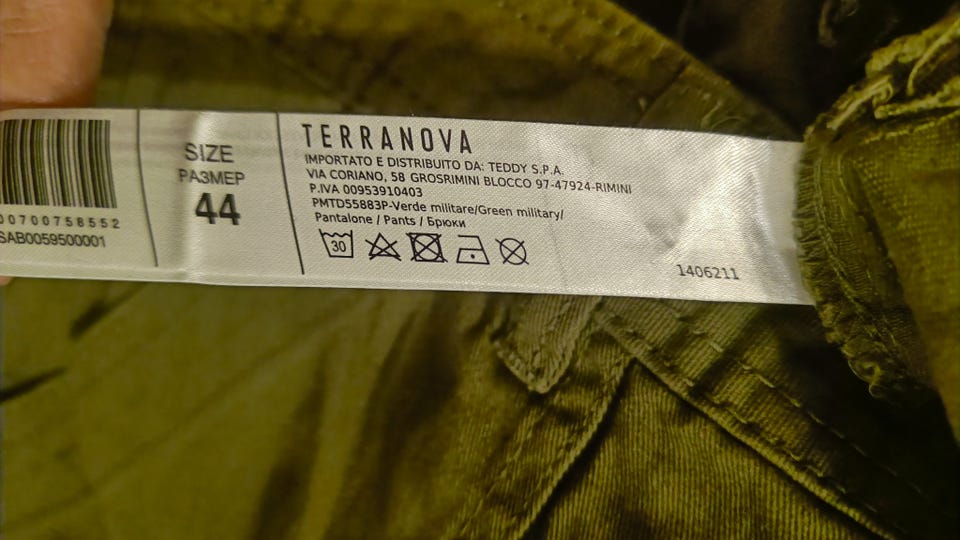 00700758552
SAB0059500001
SIZE
РАЗМЕР
44
TERRANOVA
IMPORTATO E DISTRIBUITO DA: TEDDY S.P.A.
VIA CORIANO, 58 GROSRIMINI BLOCCO 97-47924-RIMINI
P.IVA 00953910403
PMTD55883P-Verde militare/Green military/
Pantalone / Pants / Брюки
30
1406211